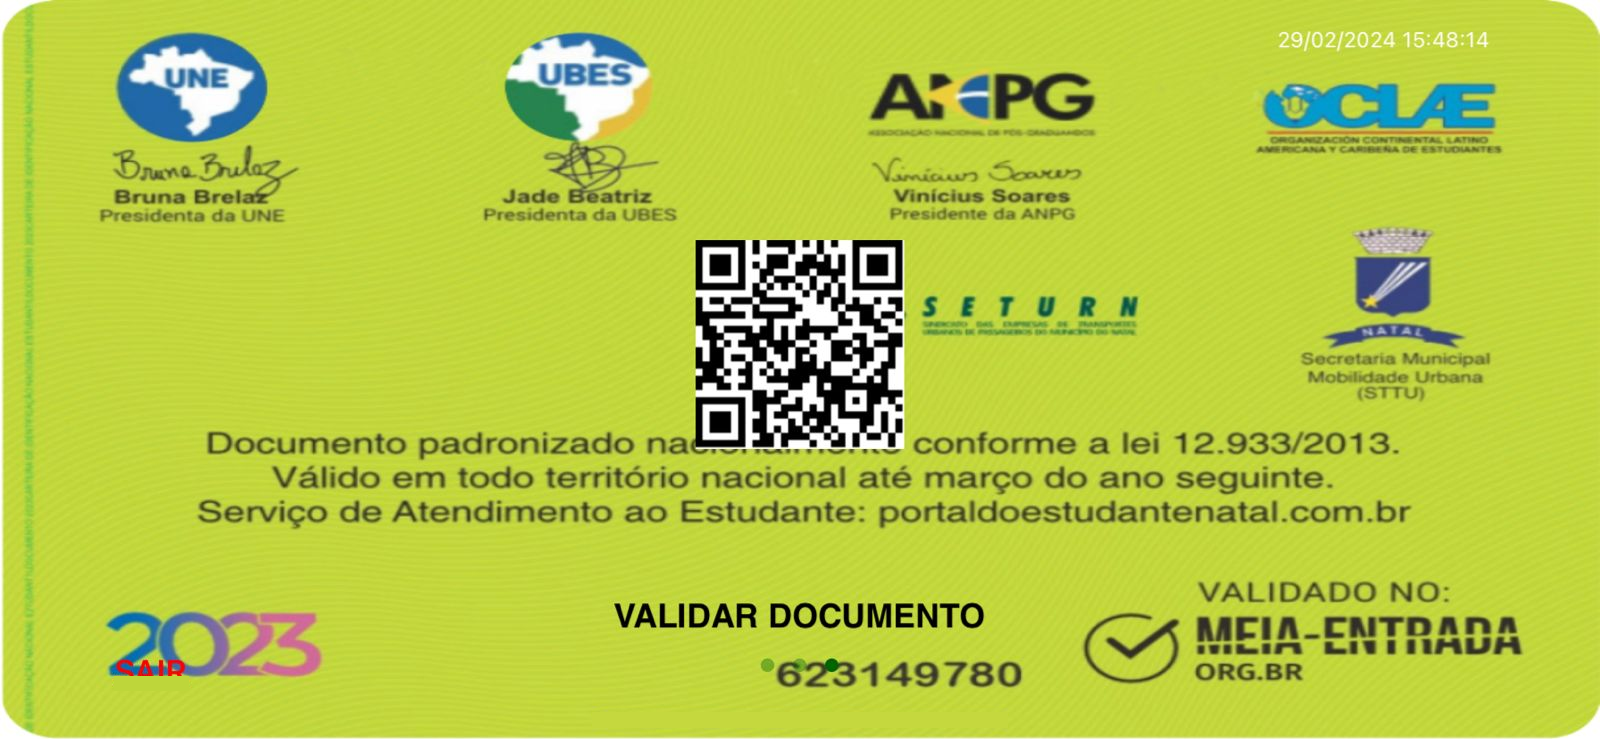 29/02/2024 15:48:14
UNE
UBES
ANPG
ASSOCIAÇÃO NACIONAL DE PÓS-GRADUANDOS
OCLAE
ORGANIZACIÓN CONTINENTAL LATINO
AMERICANA Y CARIBEÑA DE ESTUDIANTES
Bruna Brelaz
Bruna Brelaz
Presidenta da UNE
Jade Beatriz
Presidenta da UBES
Vinícius Soares
Vinícius Soares
Presidente da ANPG
SETURN
SINDICATO DAS EMPRESAS DE TRANSPORTES
URBANOS DE PASSAGEIROS DO MUNICÍPIO DO NATAL
NATAL
Secretaria Municipal
Mobilidade Urbana
(STTU)
Documento padronizado nacionalmente conforme a lei 12.933/2013.
Válido em todo território nacional até março do ano seguinte.
Serviço de Atendimento ao Estudante: portaldoestudantenatal.com.br
2023
SAIR
VALIDAR DOCUMENTO
623149780
VALIDADO NO:
MEIA-ENTRADA
ORG.BR